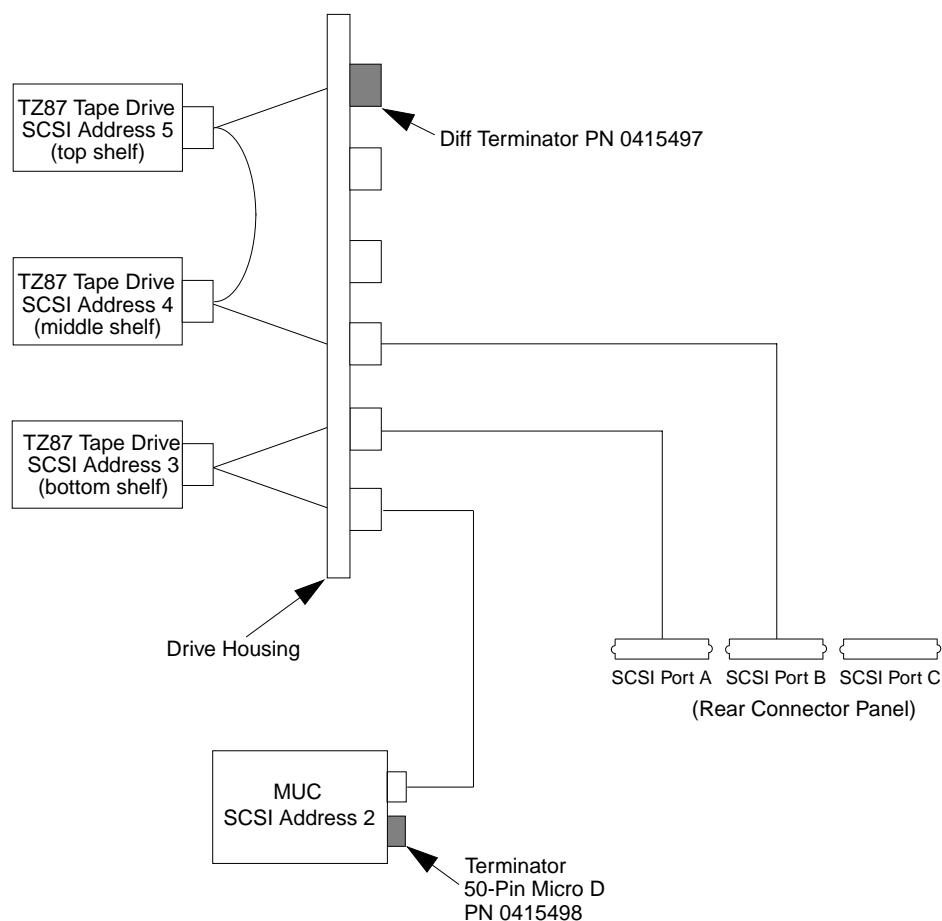 TZ87 Tape Drive
SCSI Address 5
(top shelf)
Diff Terminator PN 0415497
TZ87 Tape Drive
SCSI Address 4
(middle shelf)
TZ87 Tape Drive
SCSI Address 3
(bottom shelf)
Drive Housing
SCSI Port A
SCSI Port B
SCSI Port C
(Rear Connector Panel)
MUC
SCSI Address 2
Terminator
50-Pin Micro D
PN 0415498